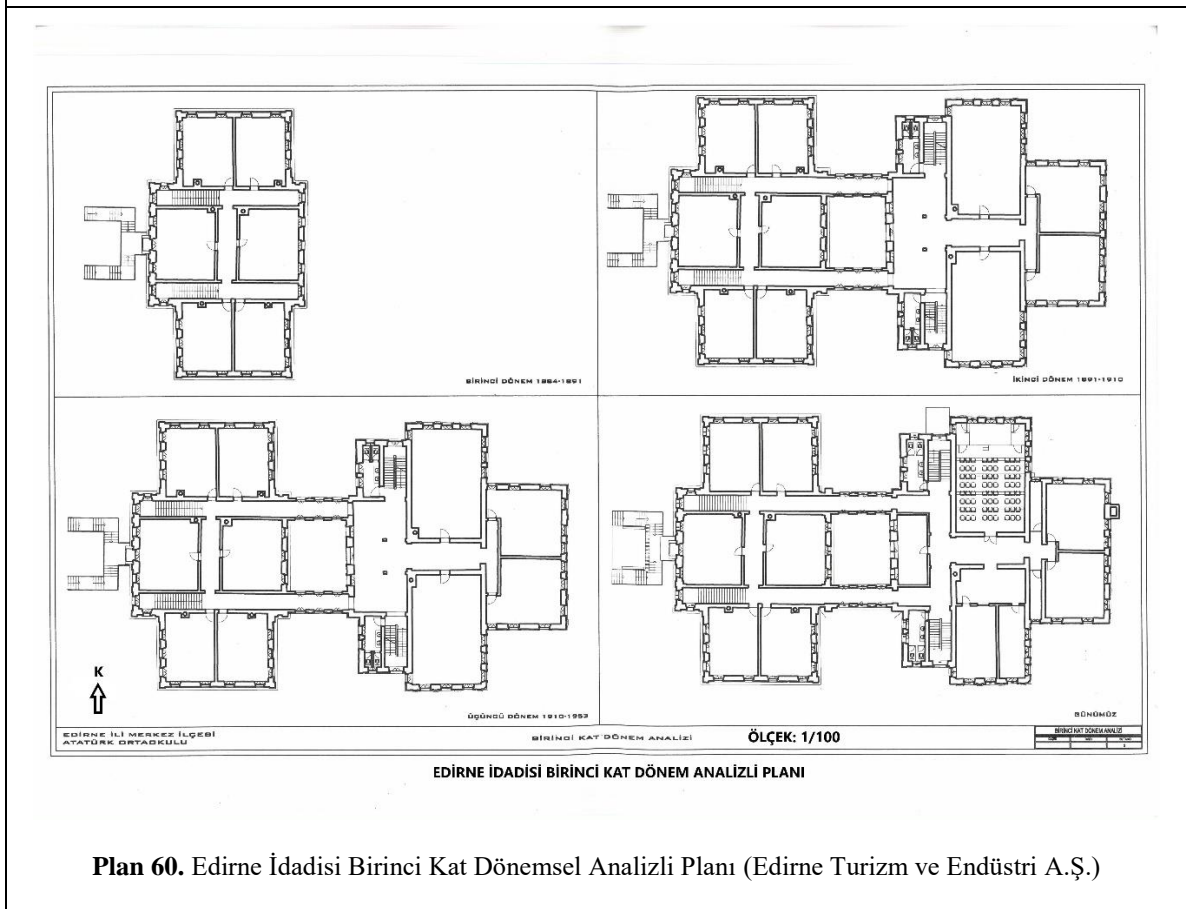 BİRİNCİ DÖNEM 1884-1891
İKİNCİ DÖNEM 1891-1910
K
ÜÇÜNCÜ DÖNEM 1910-1953
GÜNÜMÜZ
EDİRNE İLİ MERKEZ İLÇESİ
ATATÜRK ORTAOKULU
BİRİNCİ KAT DÖNEM ANALİZİ
ÖLÇEK: 1/100
BİRİNCİ KAT DÖNEM ANALİZİ
EDİRNE İDADİSİ BİRİNCİ KAT DÖNEM ANALİZLİ PLANI
Plan 60. Edirne İdadisi Birinci Kat Dönemsel Analizli Planı (Edirne Turizm ve Endüstri A.Ş.)